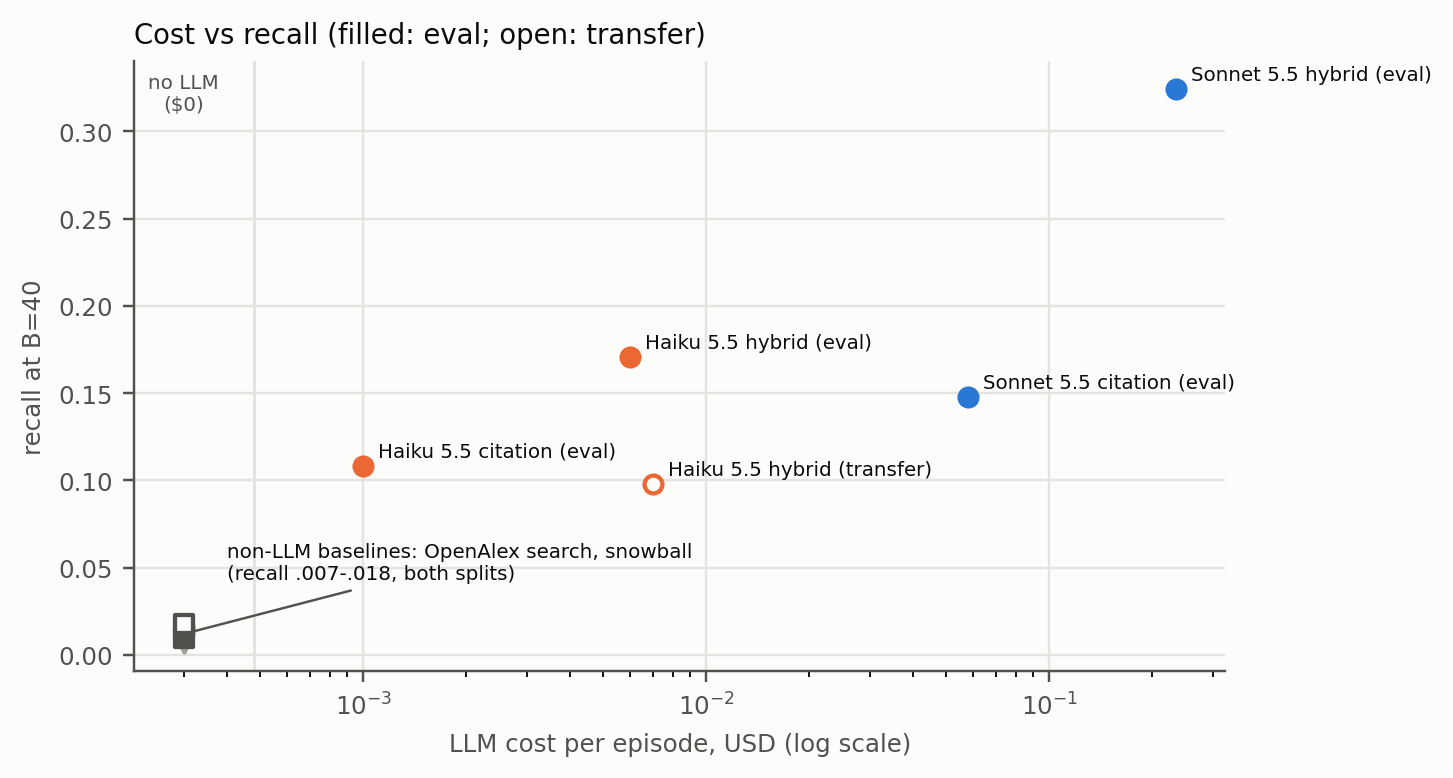 Cost vs recall (filled: eval; open: transfer)
no LLM
($0)
Sonnet 5.5 hybrid (eval)
0.30
0.25
0.20
Haiku 5.5 hybrid (eval)
Sonnet 5.5 citation (eval)
0.15
Haiku 5.5 citation (eval)
Haiku 5.5 hybrid (transfer)
0.10
non-LLM baselines: OpenAlex search, snowball
(recall .007-.018, both splits)
0.05
0.00
recall at B=40
10⁻³
10⁻²
10⁻¹
LLM cost per episode, USD (log scale)